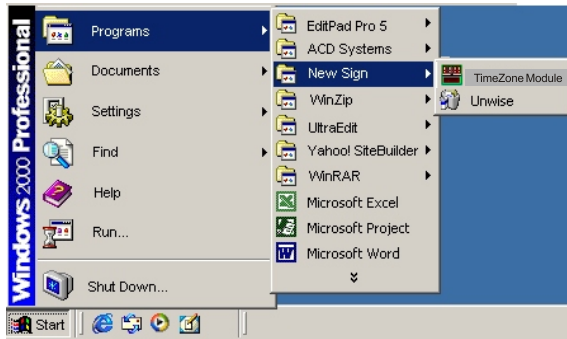 Windows 2000 Professional
Programs
Documents
Settings
Find
Help
Run...
Shut Down...
EditPad Pro 5
ACD Systems
New Sign
WinZip
UltraEdit
Yahoo! SiteBuilder
WinRAR
Microsoft Excel
Microsoft Project
Microsoft Word
TimeZone Module
Unwise
Start